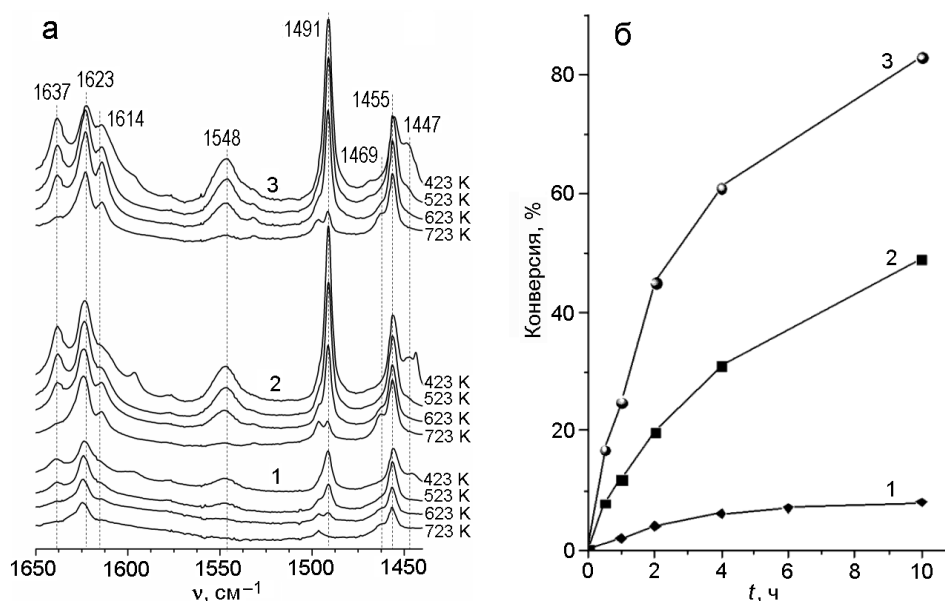 а
1637
1623
1614
1548
1491
1469
1455
1447
3
423 K
523 K
623 K
723 K
2
423 K
523 K
623 K
723 K
1
423 K
523 K
623 K
723 K
1650 1600 1550 1500 1450
ν, см⁻¹
б
Конверсия, %
80
60
40
20
0
3
2
1
0 2 4 6 8 10
t, ч